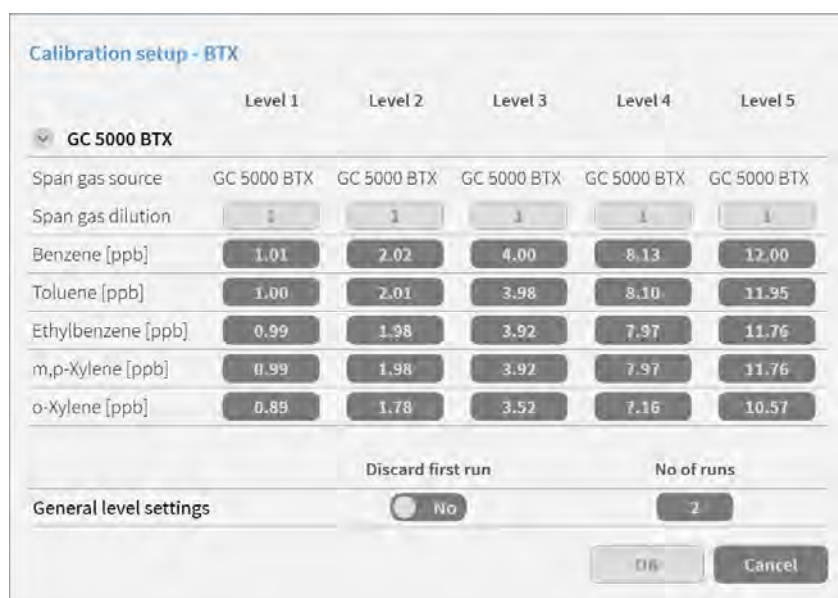 Calibration setup - BTX
Level 1 Level 2 Level 3 Level 4 Level 5
GC 5000 BTX
Span gas source GC 5000 BTX GC 5000 BTX GC 5000 BTX GC 5000 BTX GC 5000 BTX
Span gas dilution 1 1 1 1 1
Benzene [ppb] 1.01 2.02 4.00 8.13 12.00
Toluene [ppb] 1.00 2.01 3.98 8.10 11.95
Ethylbenzene [ppb] 0.99 1.98 3.92 7.97 11.76
m,p-Xylene [ppb] 0.99 1.98 3.92 7.97 11.76
o-Xylene [ppb] 0.89 1.78 3.52 7.16 10.57
Discard first run No of runs
General level settings No 2
OK Cancel